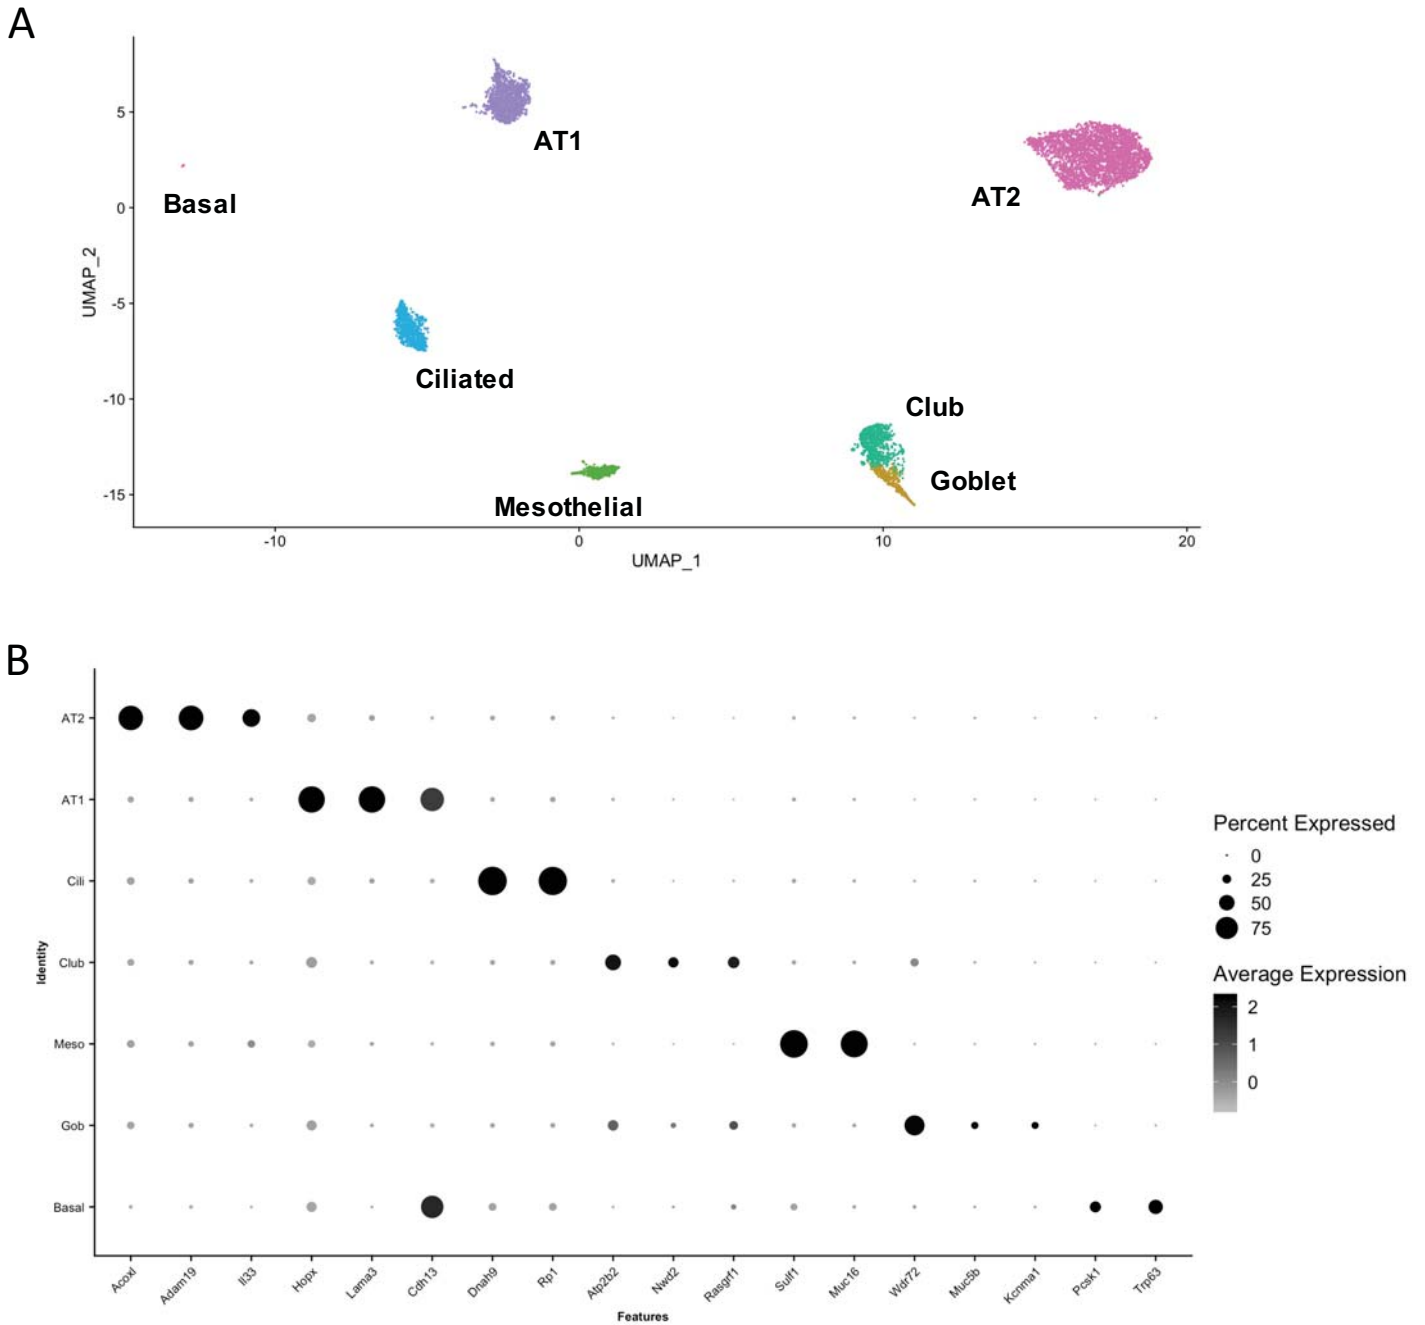 A
5
0
-5
-10
-15
UMAP_2
AT1
AT2
Basal
Ciliated
Club
Goblet
Mesothelial
-10 0 10 20
UMAP_1
B
AT2
AT1
Cili
Club
Meso
Gob
Basal
Identity
Acoxl Adam19 Il33 Hopx Lama3 Cdh13 Dnah9 Rp1 Atp2b2 Nwd2 Rasgrf1 Sulf1 Muc16 Wdr72 Muc5b Kcnma1 Pcsk1 Trp63
Features
Percent Expressed
0
25
50
75
Average Expression
2
1
0